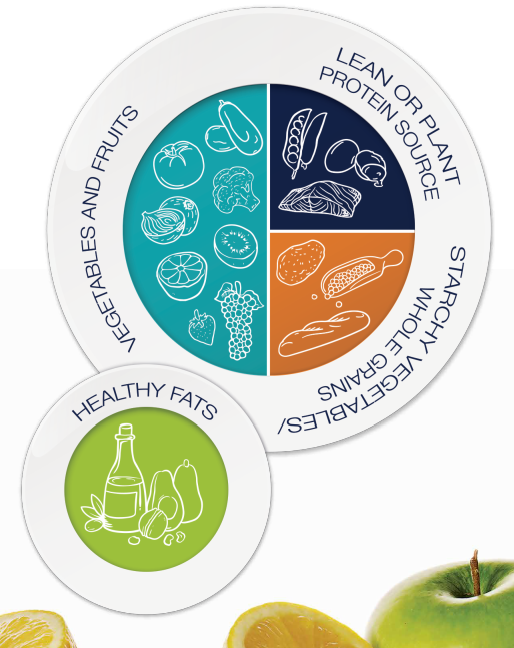 VEGETABLES AND FRUITS
LEAN OR PLANT
PROTEIN SOURCE
STARCHY VEGETABLES/
WHOLE GRAINS
HEALTHY FATS